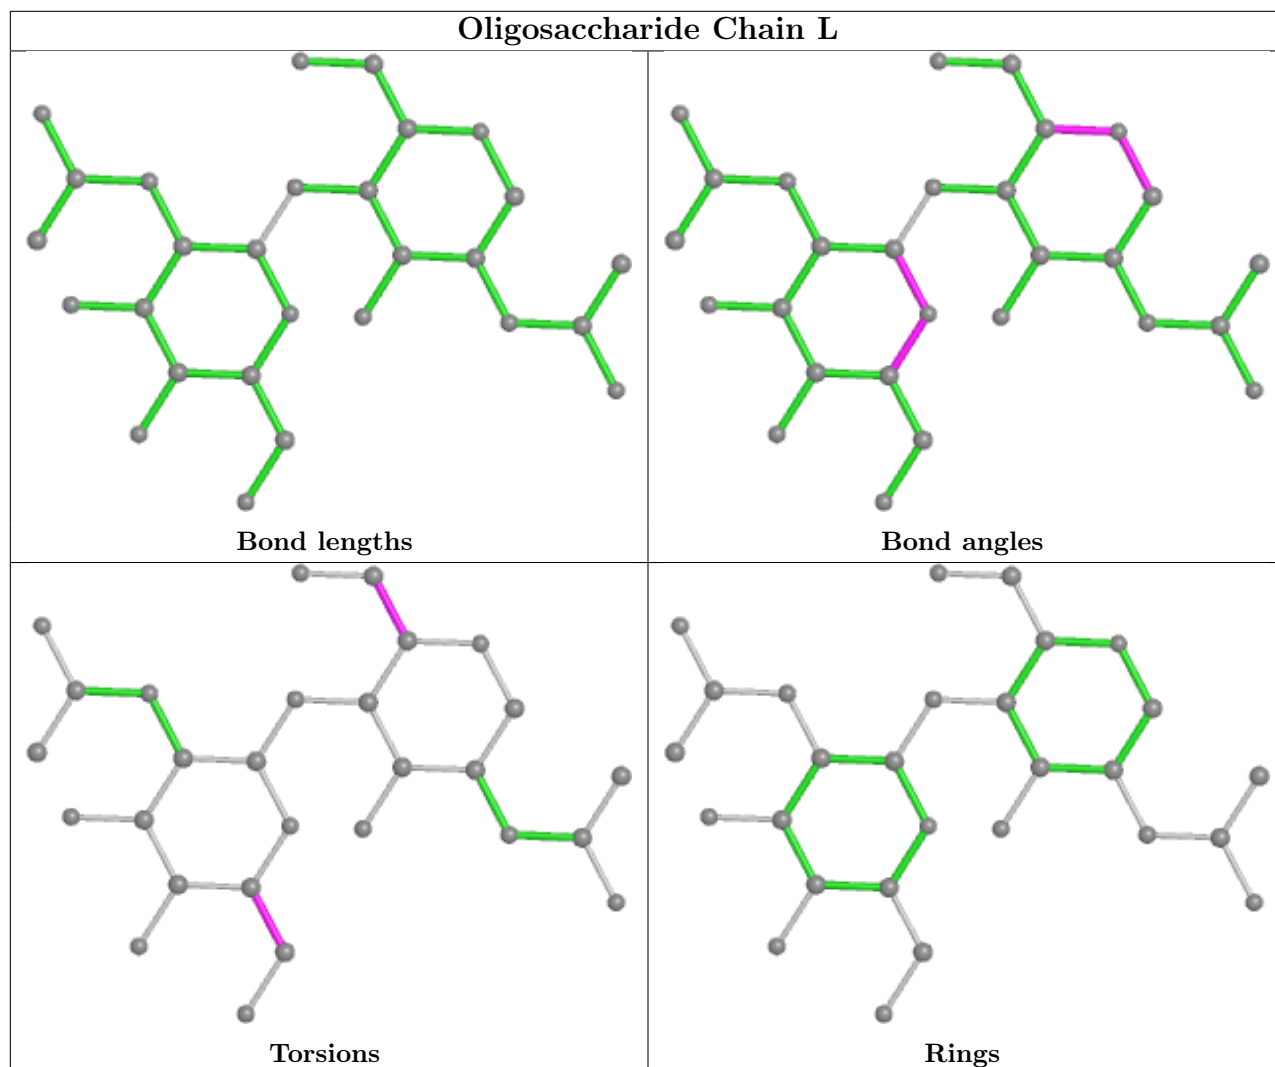 Oligosaccharide Chain L
Bond lengths
Bond angles
Torsions
Rings